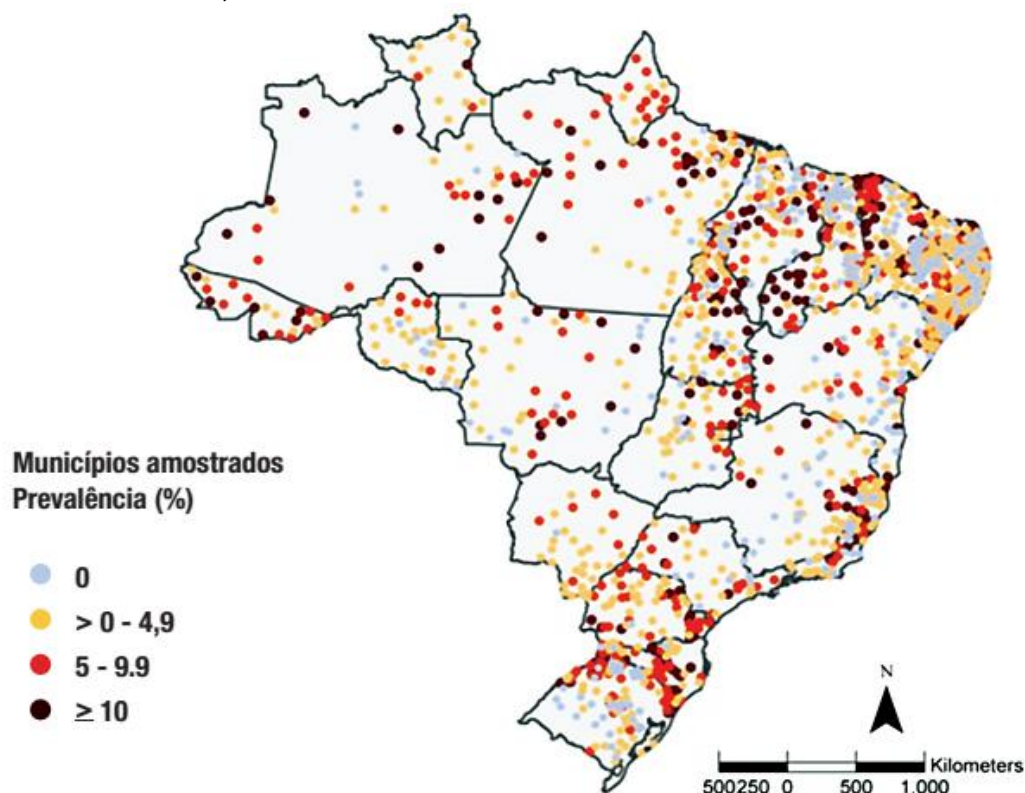 Municípios amostrados
Prevalência (%)
0
> 0 - 4,9
5 - 9.9
≥ 10
N
Kilometers
500250 0 500 1.000